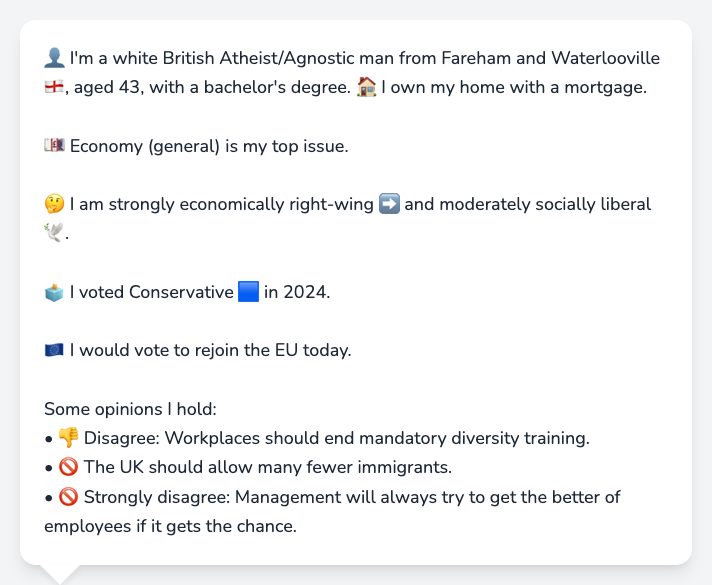 👤 I'm a white British Atheist/Agnostic man from Fareham and Waterlooville
🏴󠁧󠁢󠁥󠁮󠁧󠁿, aged 43, with a bachelor's degree. 🏠 I own my home with a mortgage.
💷 Economy (general) is my top issue.
🤔 I am strongly economically right-wing ➡️ and moderately socially liberal
🕊️.
🗳️ I voted Conservative 🟦 in 2024.
🇪🇺 I would vote to rejoin the EU today.
Some opinions I hold:
• 👎 Disagree: Workplaces should end mandatory diversity training.
• 🚫 The UK should allow many fewer immigrants.
• 🚫 Strongly disagree: Management will always try to get the better of
employees if it gets the chance.